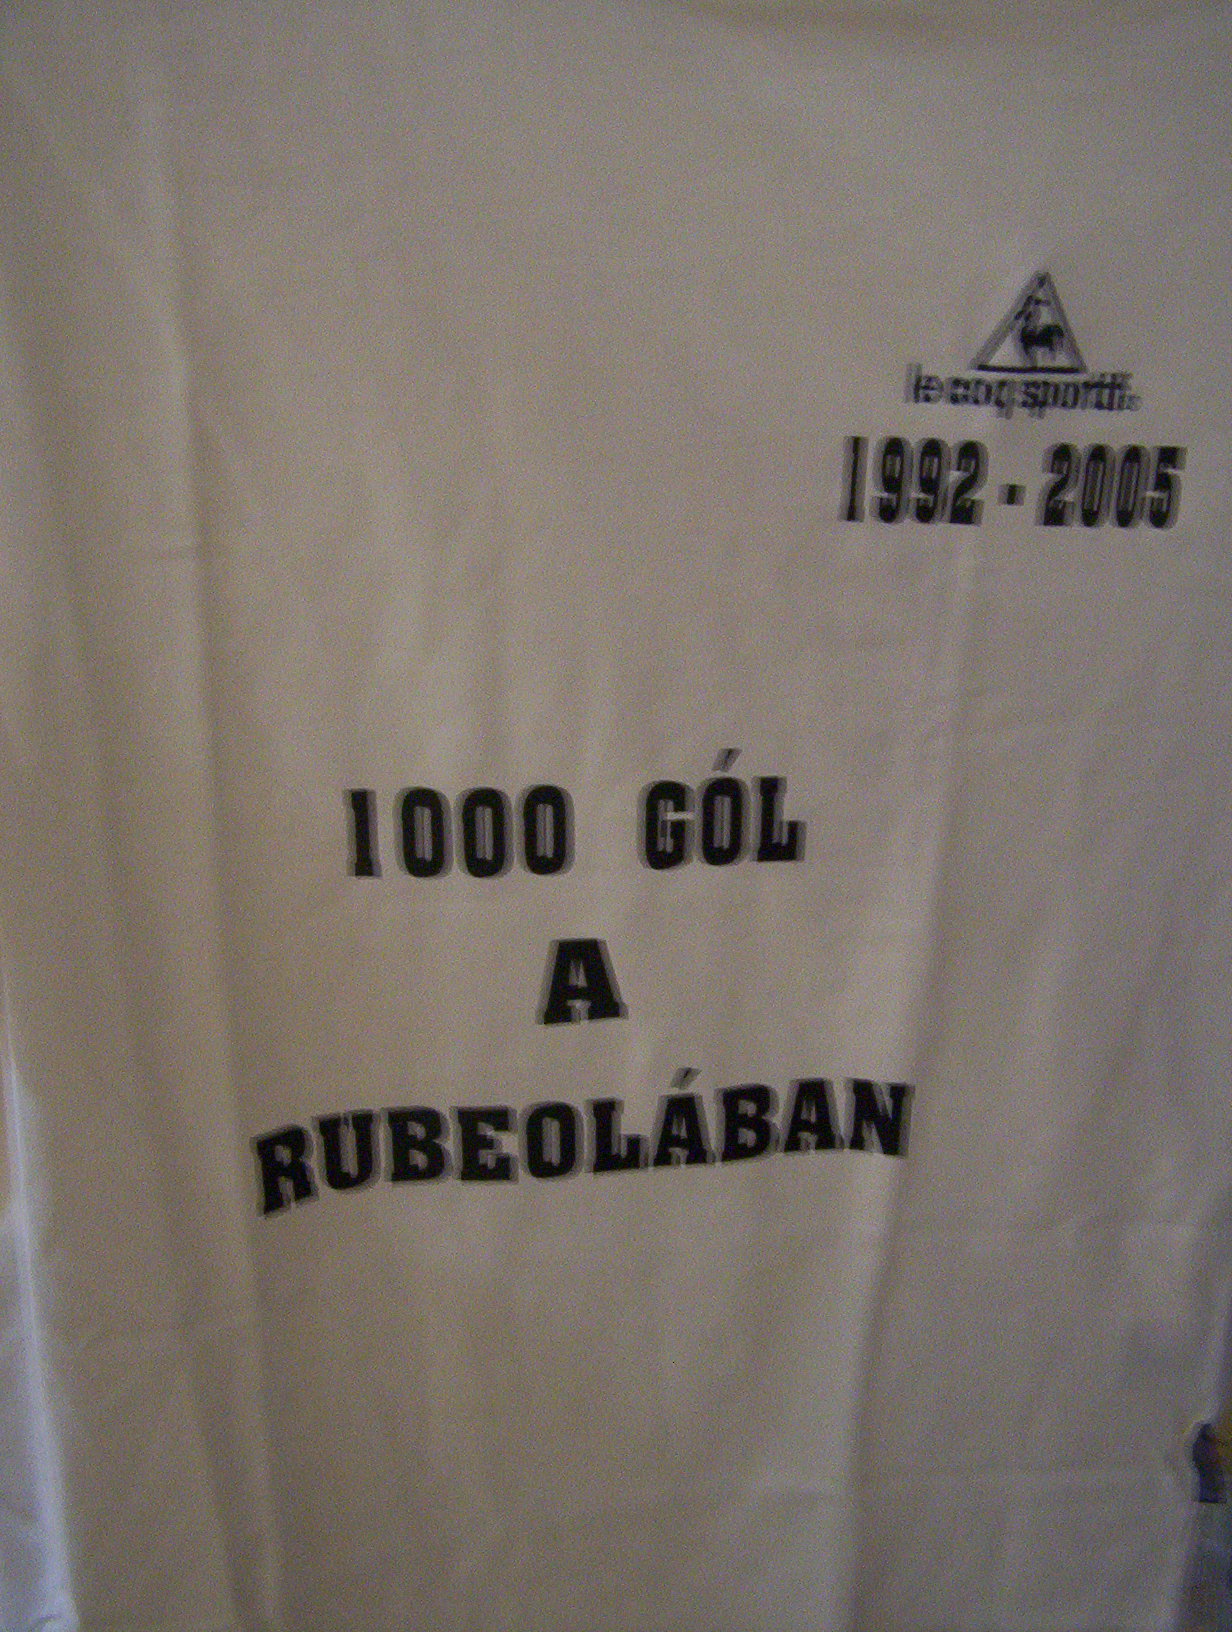 le coq sportif
1992-2005
1000 GÓL
A
RUBEOLÁBAN